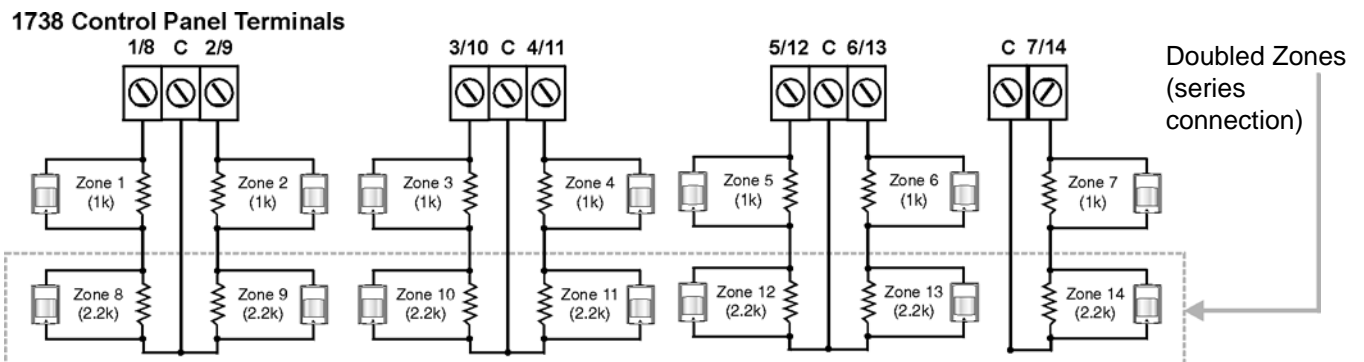 1738 Control Panel Terminals
1/8 C 2/9
3/10 C 4/11
5/12 C 6/13
C 7/14
Doubled Zones
(series
connection)
Zone 1
(1k)
Zone 2
(1k)
Zone 3
(1k)
Zone 4
(1k)
Zone 5
(1k)
Zone 6
(1k)
Zone 7
(1k)
Zone 8
(2.2k)
Zone 9
(2.2k)
Zone 10
(2.2k)
Zone 11
(2.2k)
Zone 12
(2.2k)
Zone 13
(2.2k)
Zone 14
(2.2k)